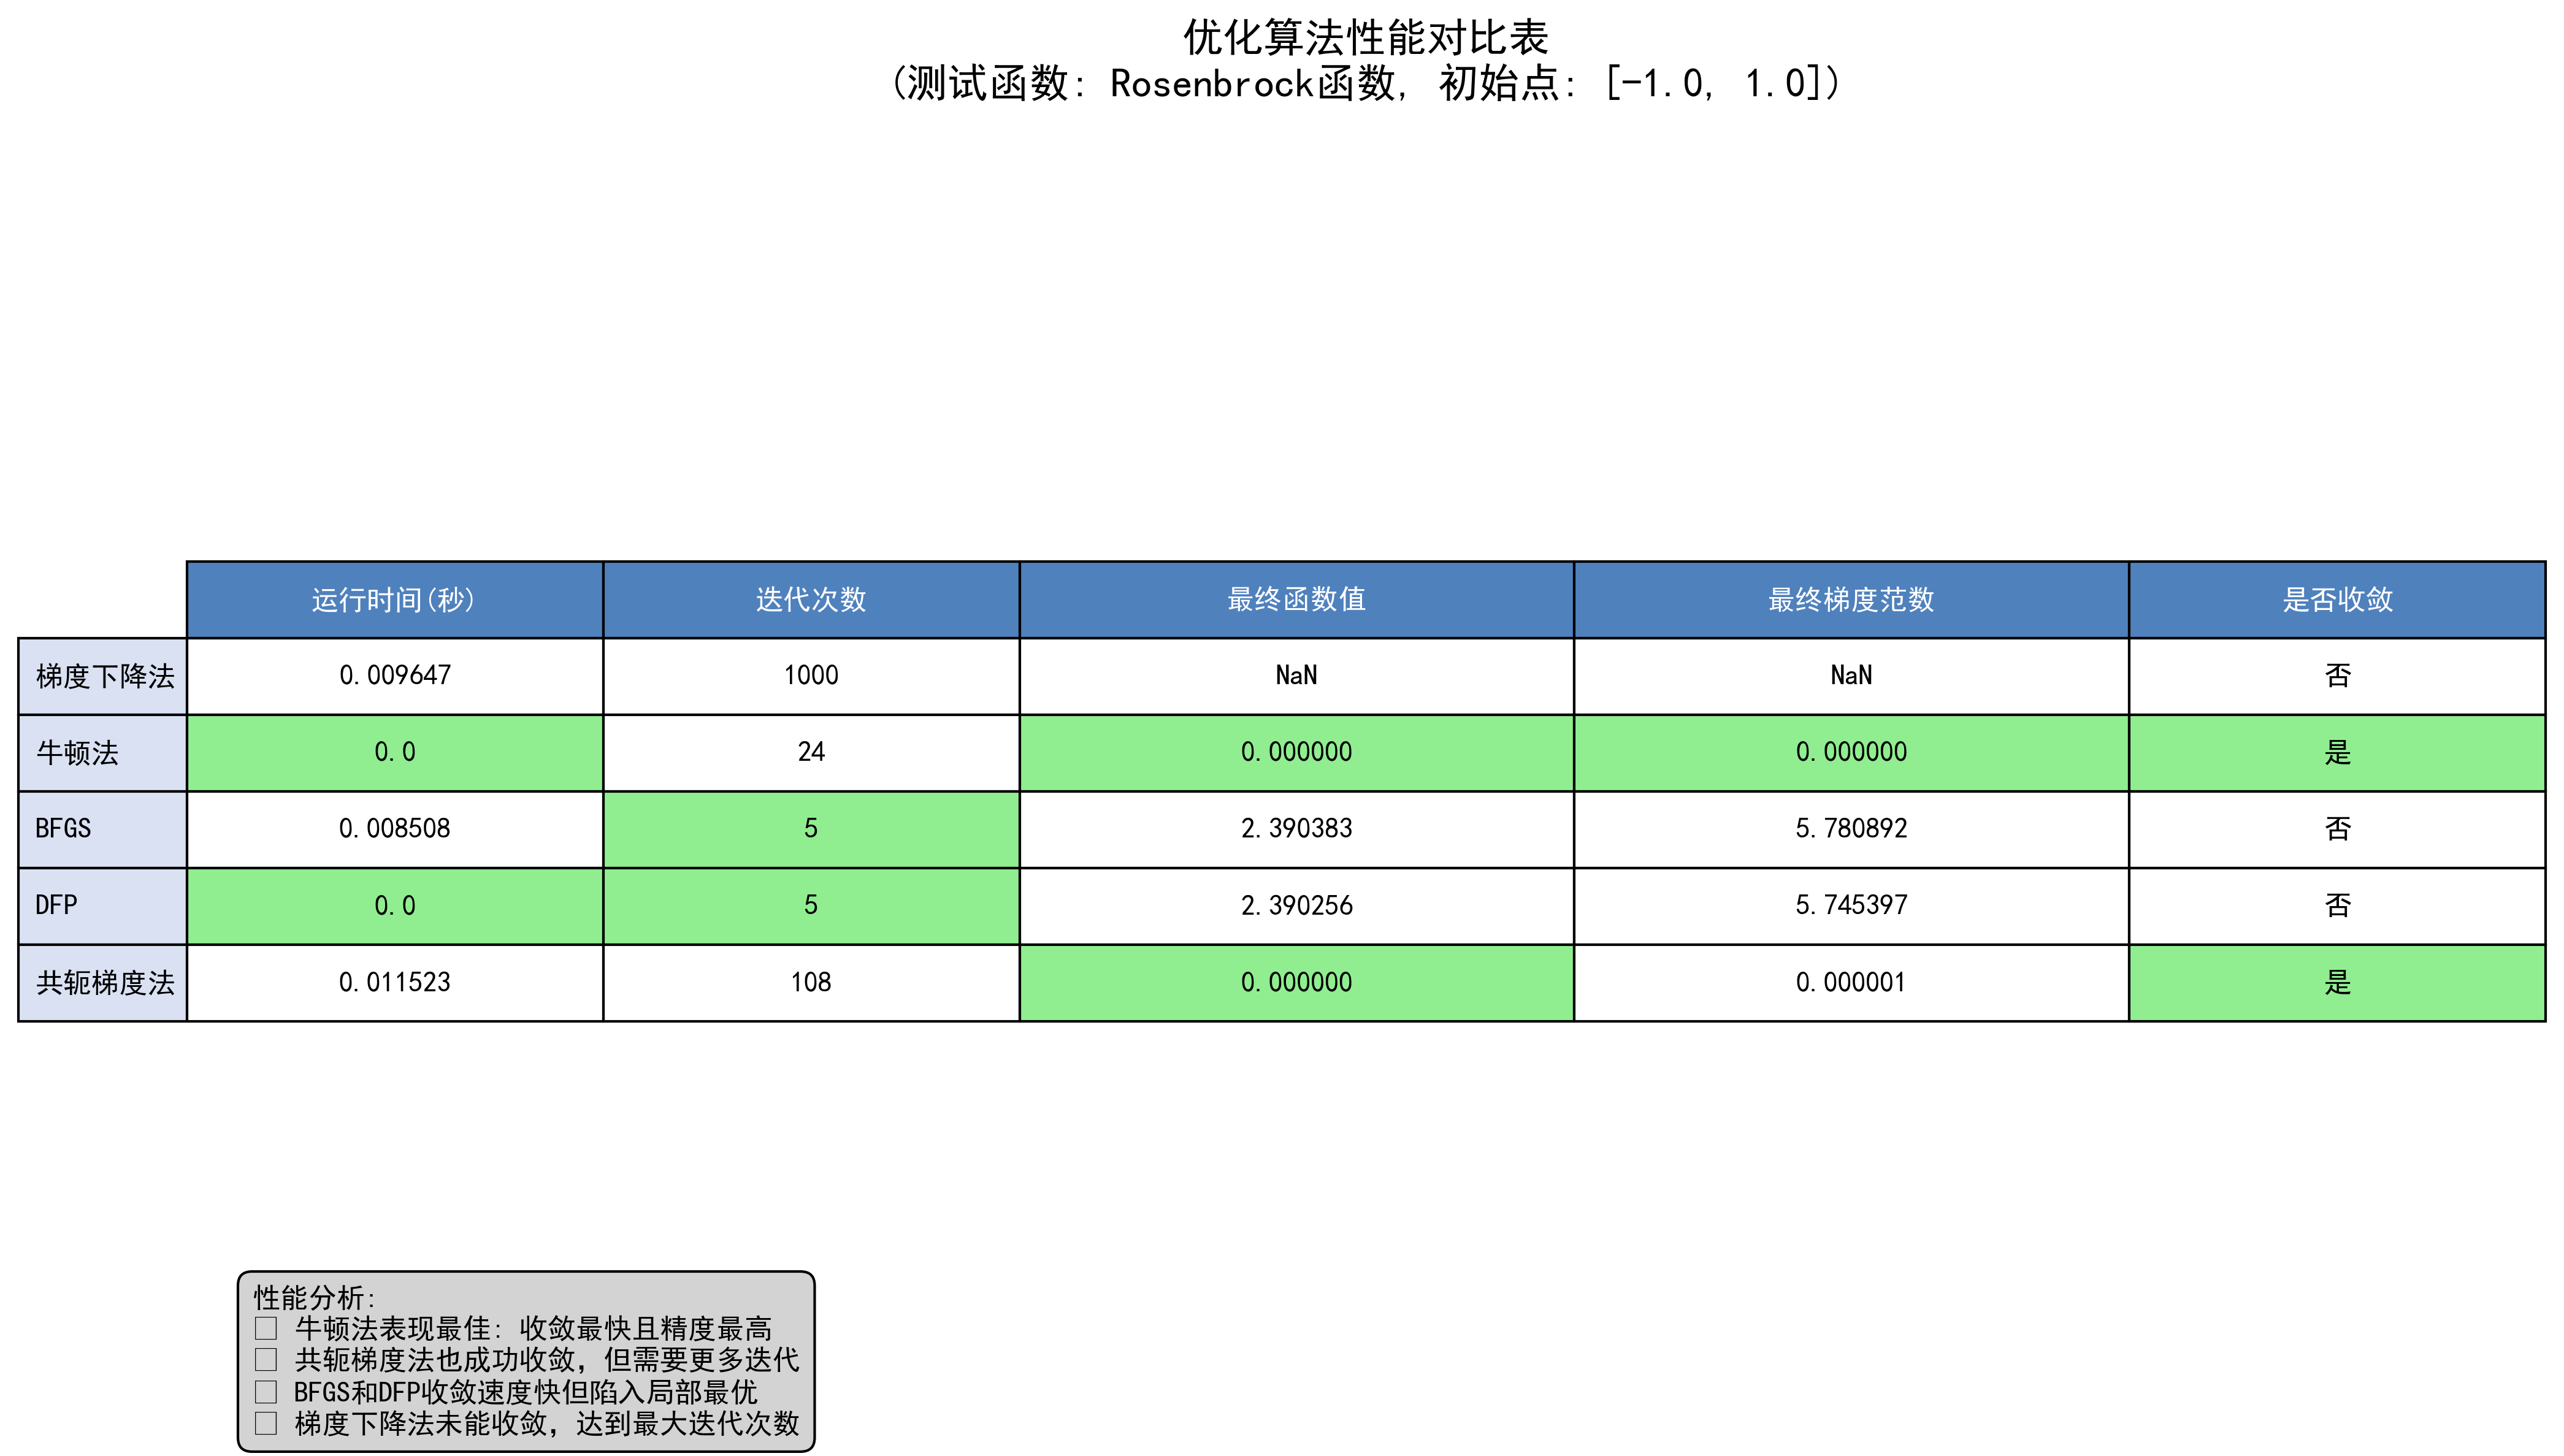 优化算法性能对比表
(测试函数: Rosenbrock函数, 初始点: [-1.0, 1.0])
运行时间(秒) 迭代次数 最终函数值 最终梯度范数 是否收敛
梯度下降法 0.009647 1000 NaN NaN 否
牛顿法 0.0 24 0.000000 0.000000 是
BFGS 0.008508 5 2.390383 5.780892 否
DFP 0.0 5 2.390256 5.745397 否
共轭梯度法 0.011523 108 0.000000 0.000001 是
性能分析:
□ 牛顿法表现最佳: 收敛最快且精度最高
□ 共轭梯度法也成功收敛，但需要更多迭代
□ BFGS和DFP收敛速度快但陷入局部最优
□ 梯度下降法未能收敛，达到最大迭代次数